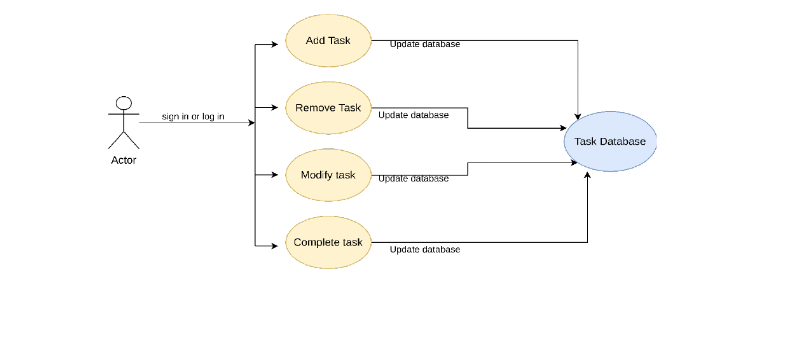 Add Task
Update database
Remove Task
Update database
sign in or log in
Actor
Task Database
Modify task
Update database
Complete task
Update database